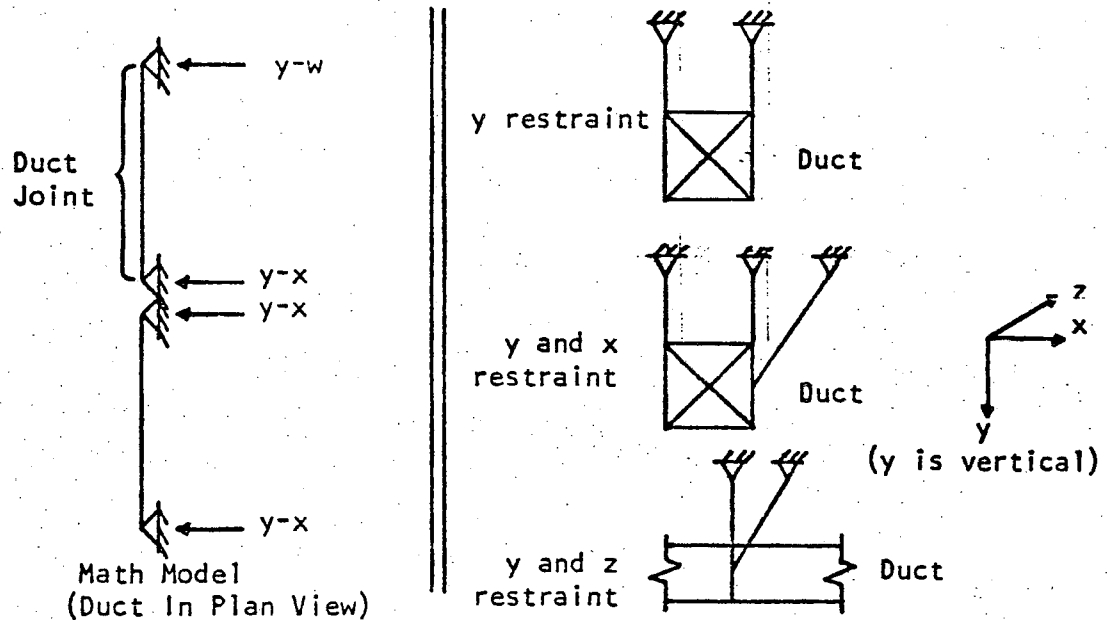 y-w
Duct
Joint
y-x
y-x
y-x
Math Model
(Duct In Plan View)
y restraint
Duct
y and x
restraint
Duct
y and z
restraint
Duct
z
x
y
(y is vertical)